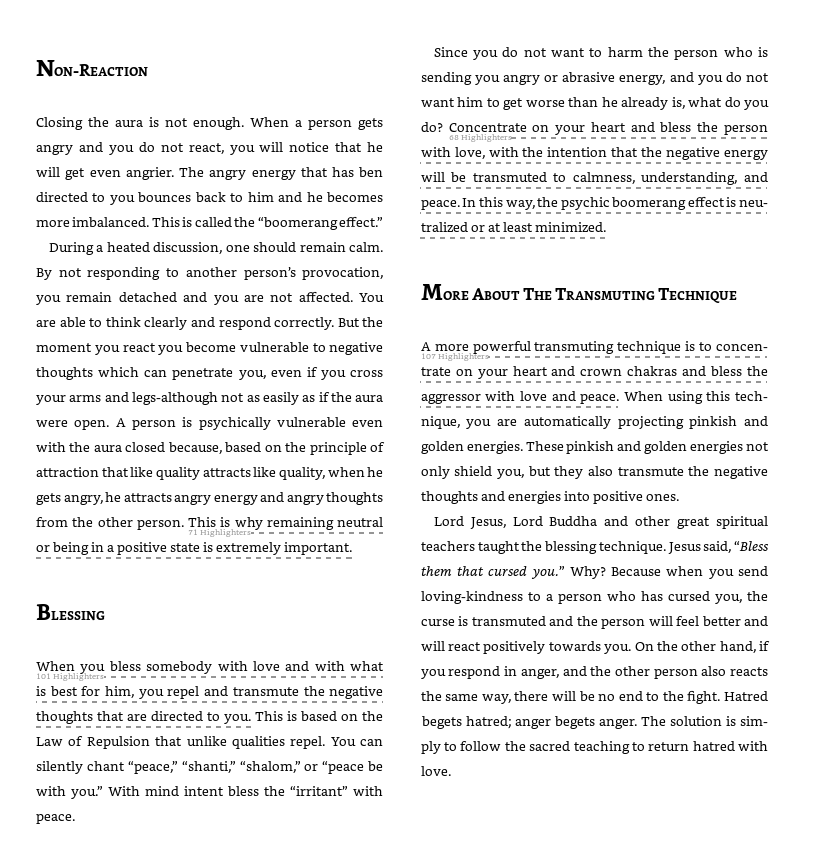 Non-Reaction
Closing the aura is not enough. When a person gets
angry and you do not react, you will notice that he
will get even angrier. The angry energy that has ben
directed to you bounces back to him and he becomes
more imbalanced. This is called the “boomerang effect.”
During a heated discussion, one should remain calm.
By not responding to another person’s provocation,
you remain detached and you are not affected. You
are able to think clearly and respond correctly. But the
moment you react you become vulnerable to negative
thoughts which can penetrate you, even if you cross
your arms and legs-although not as easily as if the aura
were open. A person is psychically vulnerable even
with the aura closed because, based on the principle of
attraction that like quality attracts like quality, when he
gets angry, he attracts angry energy and angry thoughts
from the other person. This is why remaining neutral
71 Highlighters
or being in a positive state is extremely important.
Blessing
When you bless somebody with love and with what
101 Highlighters
is best for him, you repel and transmute the negative
thoughts that are directed to you. This is based on the
Law of Repulsion that unlike qualities repel. You can
silently chant “peace,” “shanti,” “shalom,” or “peace be
with you.” With mind intent bless the “irritant” with
peace.
Since you do not want to harm the person who is
sending you angry or abrasive energy, and you do not
want him to get worse than he already is, what do you
do? Concentrate on your heart and bless the person
68 Highlighters
with love, with the intention that the negative energy
will be transmuted to calmness, understanding, and
peace. In this way, the psychic boomerang effect is neu-
tralized or at least minimized.
More About The Transmuting Technique
A more powerful transmuting technique is to concen-
107 Highlighters
trate on your heart and crown chakras and bless the
aggressor with love and peace. When using this tech-
nique, you are automatically projecting pinkish and
golden energies. These pinkish and golden energies not
only shield you, but they also transmute the negative
thoughts and energies into positive ones.
Lord Jesus, Lord Buddha and other great spiritual
teachers taught the blessing technique. Jesus said, “Bless
them that cursed you.” Why? Because when you send
loving-kindness to a person who has cursed you, the
curse is transmuted and the person will feel better and
will react positively towards you. On the other hand, if
you respond in anger, and the other person also reacts
the same way, there will be no end to the fight. Hatred
begets hatred; anger begets anger. The solution is sim-
ply to follow the sacred teaching to return hatred with
love.